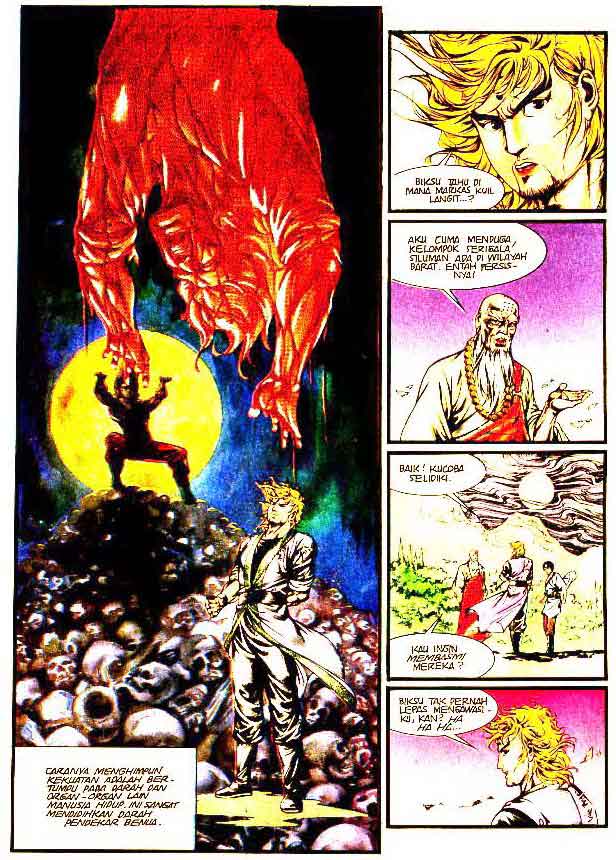 CARANYA MENGHIMPUN
KEKUATAN ADALAH BER-
TUMPU PADA DARAH DAN
ORGAN-ORGAN LAIN
MANUSIA HIDUP. INI SANGAT
MENDIDIHKAN DARAH
PENDEKAR BENUA.
BIKSU TAHU DI
MANA MARKAS KUIL
LANGIT...?
AKU CUMA MENDUGA,
KELOMPOK SERIGALA
SILUMAN ADA DI WILAYAH
BARAT. ENTAH PERSIS-
NYA!
BAIK! KUCOBA
SELIDIKI.
KAU INGIN
MEMBASMI
MEREKA?
BIKSU TAK PERNAH
LEPAS MENGAWASI-
KU, KAN? HA
HA HA...